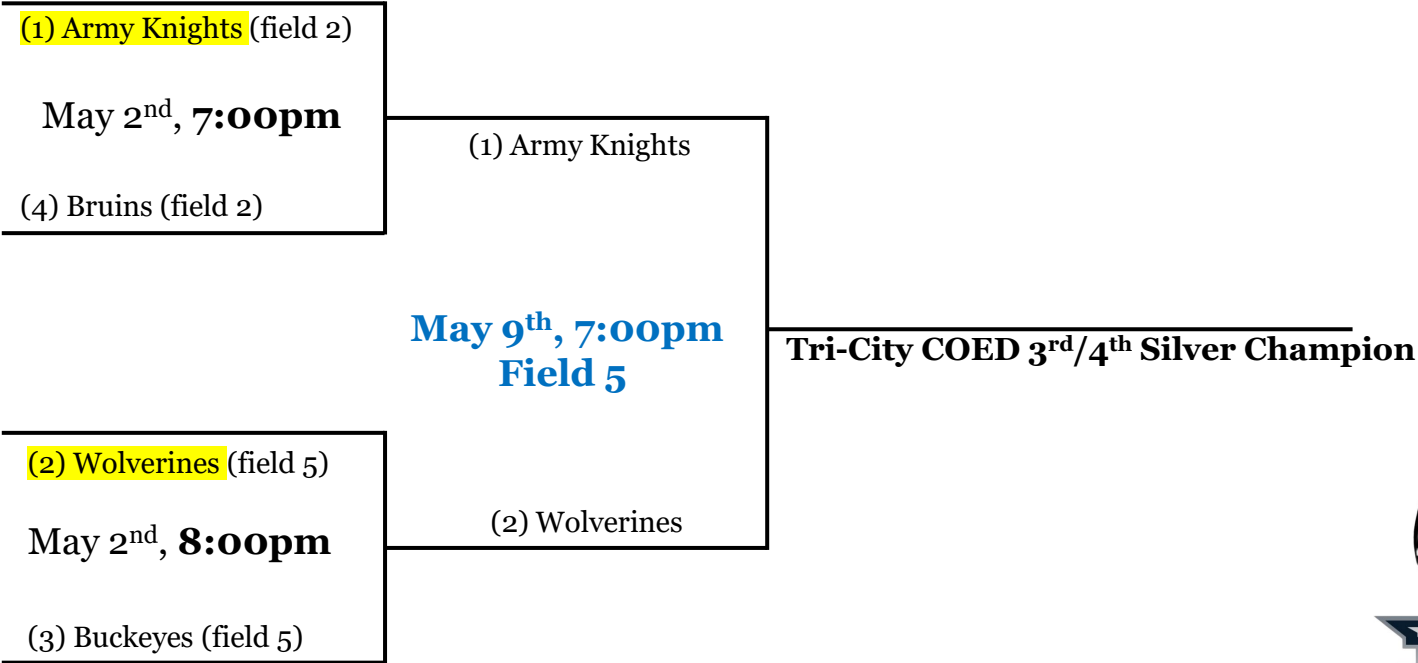 (1) Army Knights (field 2)
May 2nd, 7:00pm
(4) Bruins (field 2)
(1) Army Knights
May 9th, 7:00pm
Field 5
Tri-City COED 3rd/4th Silver Champion
(2) Wolverines (field 5)
May 2nd, 8:00pm
(3) Buckeyes (field 5)
(2) Wolverines